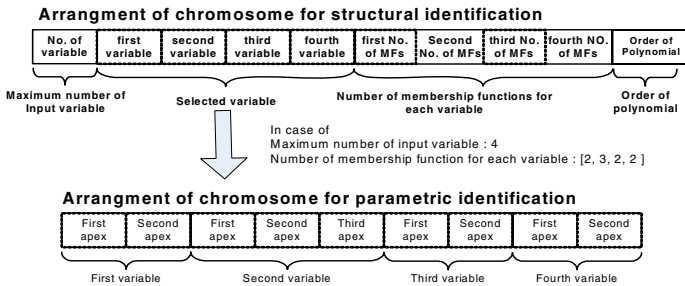 Arrangment of chromosome for structural identification
No. of variable
first variable
second variable
third variable
fourth variable
first No. of MFs
Second No. of MFs
third No. of MFs
fourth NO. of MFs
Order of Polynomial
Maximum number of Input variable
Selected variable
Number of membership functions for each variable
Order of polynomial
In case of
Maximum number of input variable : 4
Number of membership function for each variable : [2, 3, 2, 2 ]
Arrangment of chromosome for parametric identification
First apex
Second apex
First apex
Second apex
Third apex
First apex
Second apex
First apex
Second apex
First variable
Second variable
Third variable
Fourth variable